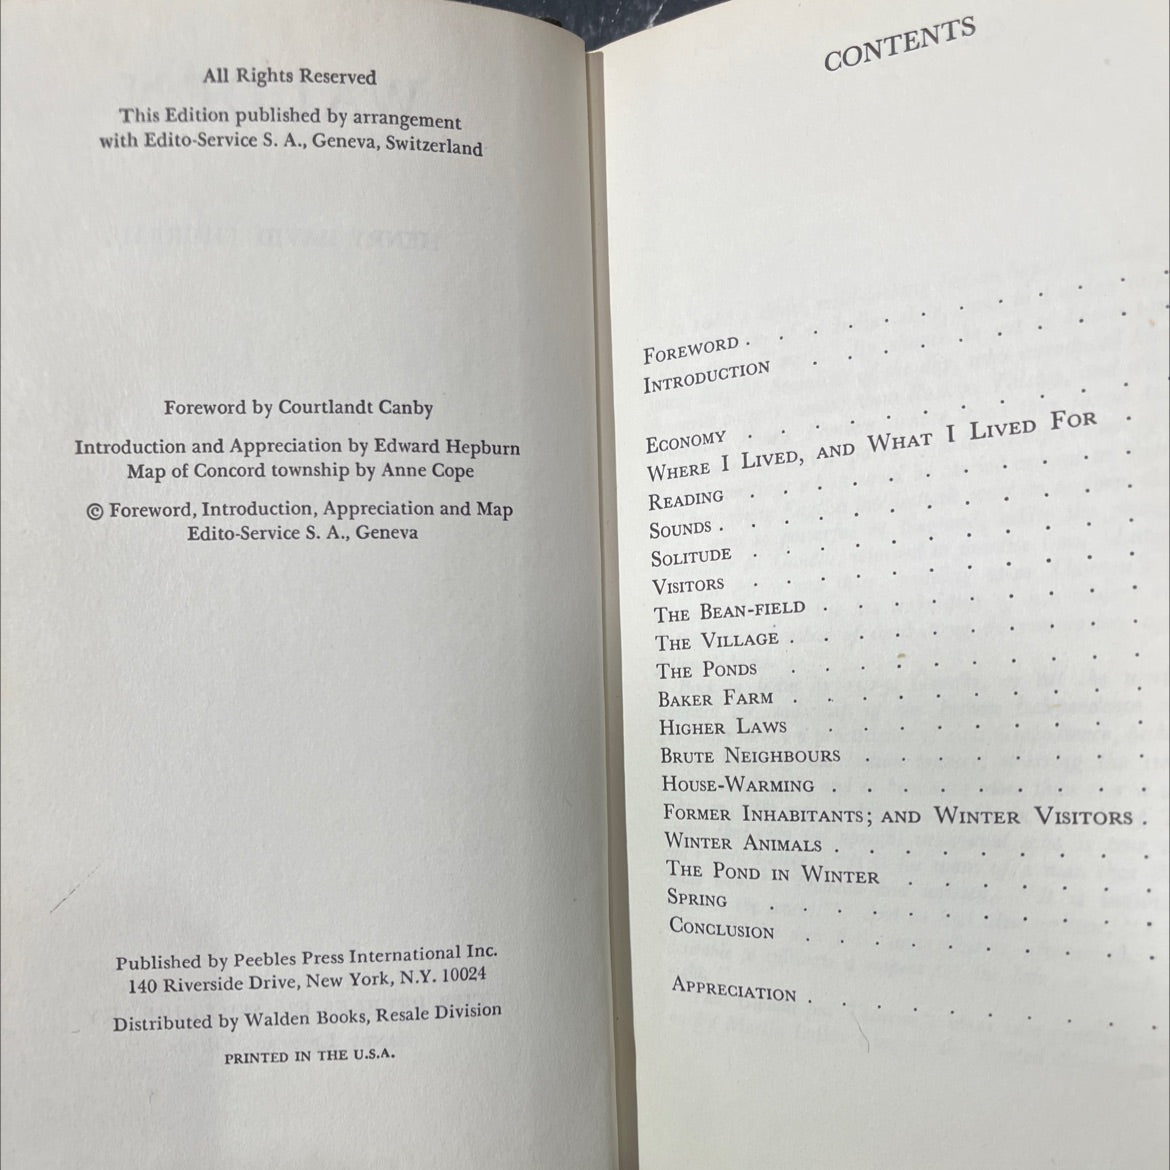 All Rights Reserved
This Edition published by arrangement
with Edito-Service S. A., Geneva, Switzerland
Foreword by Courtlandt Canby
Introduction and Appreciation by Edward Hepburn
Map of Concord township by Anne Cope
© Foreword, Introduction, Appreciation and Map
Edito-Service S. A., Geneva
Published by Peebles Press International Inc.
140 Riverside Drive, New York, N.Y. 10024
Distributed by Walden Books, Resale Division
PRINTED IN THE U.S.A.
CONTENTS
FOREWORD
INTRODUCTION
ECONOMY
WHERE I LIVED, AND WHAT I LIVED FOR
READING
SOUNDS
SOLITUDE
VISITORS
THE BEAN-FIELD
THE VILLAGE
THE PONDS
BAKER FARM
HIGHER LAWS
BRUTE NEIGHBOURS
HOUSE-WARMING
FORMER INHABITANTS; AND WINTER VISITORS
WINTER ANIMALS
THE POND IN WINTER
SPRING
CONCLUSION
APPRECIATION